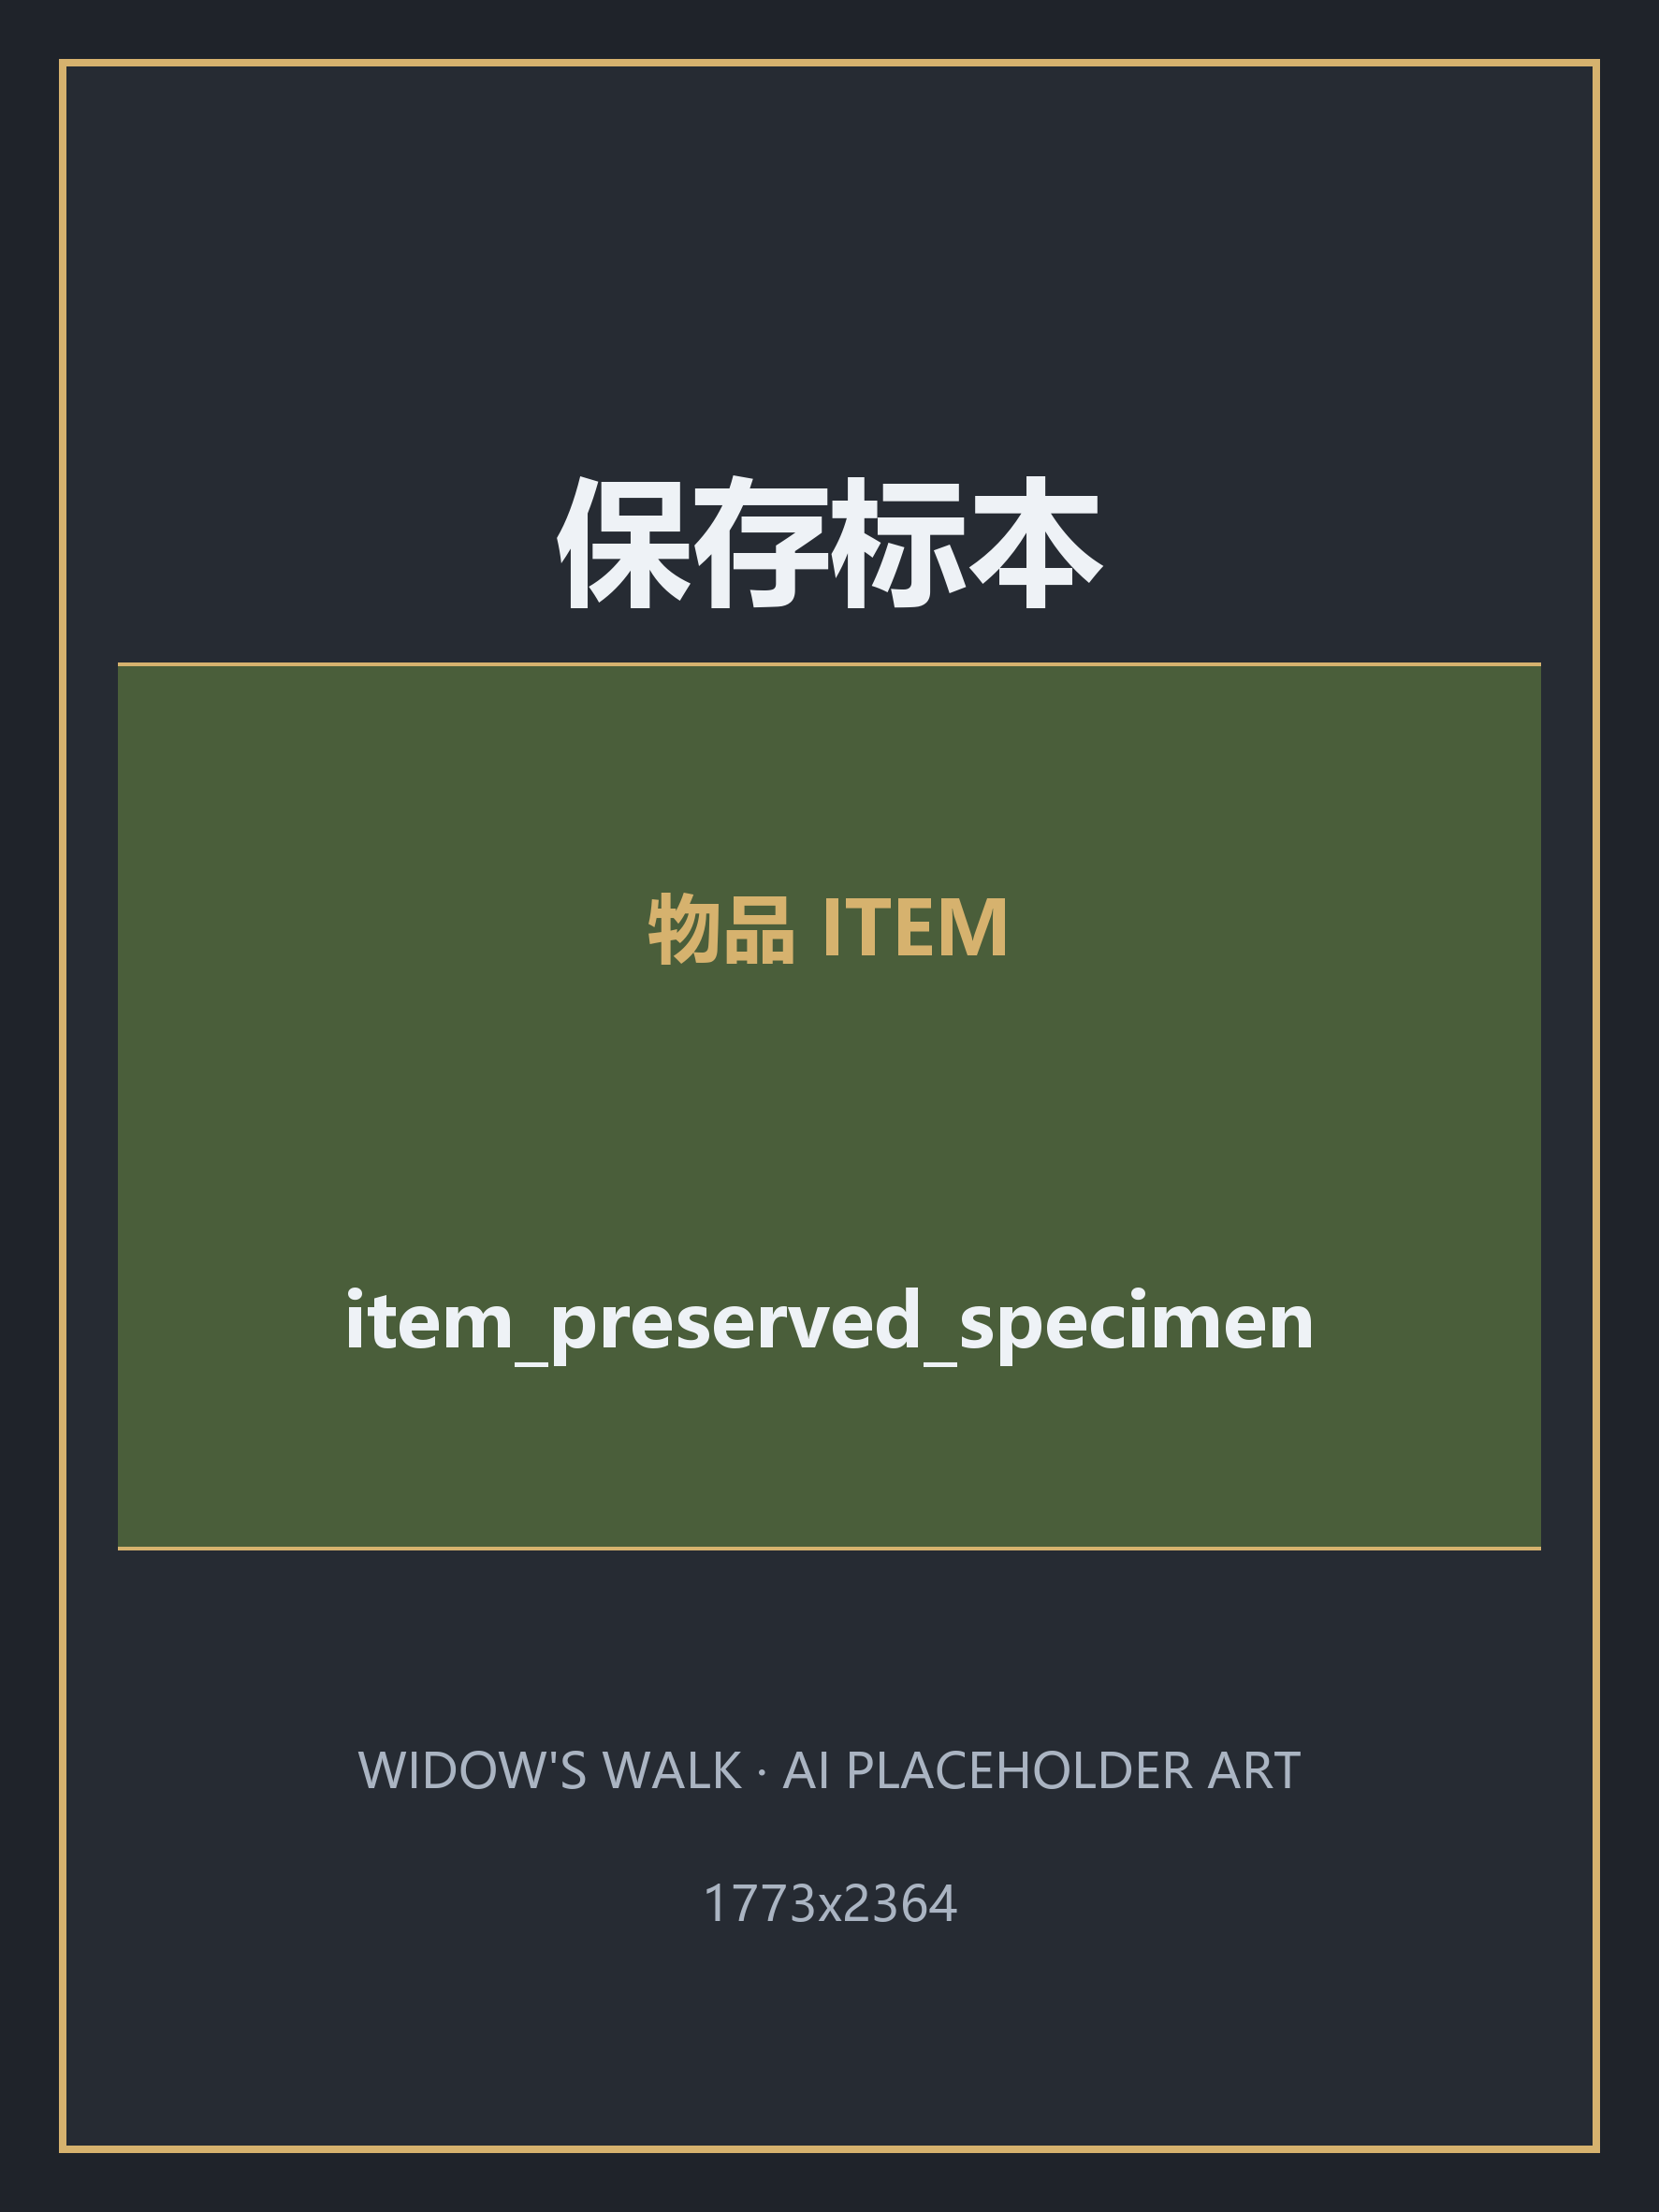 保存标本
物品 ITEM
item_preserved_specimen
WIDOW'S WALK · AI PLACEHOLDER ART
1773x2364